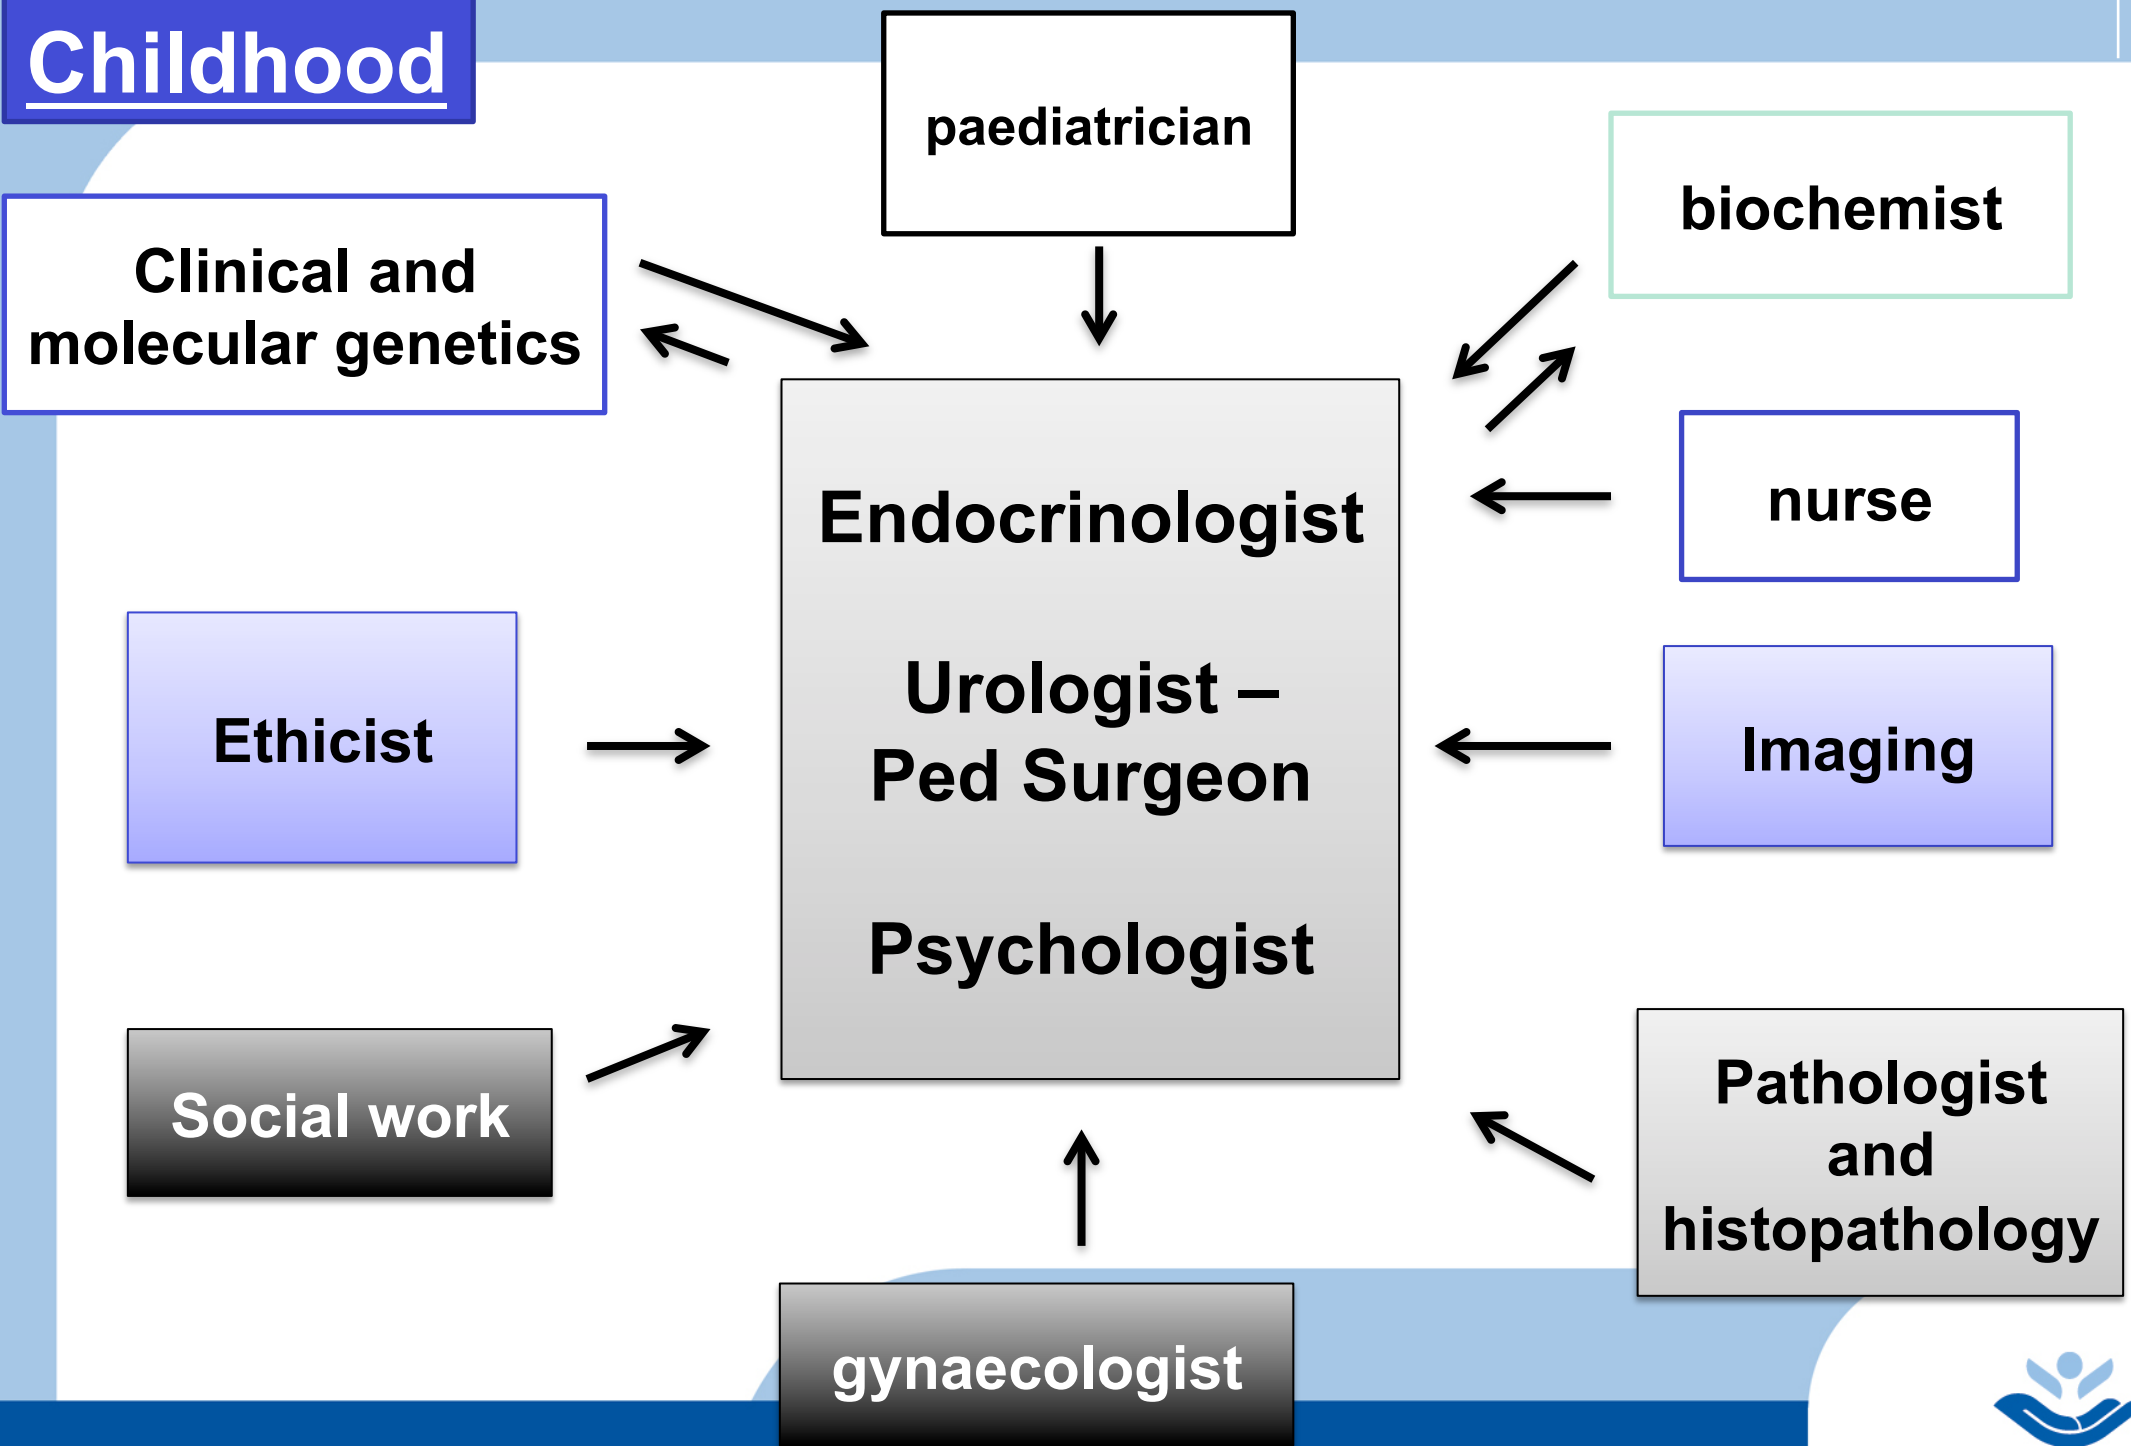 Childhood
paediatrician
biochemist
Clinical and
molecular genetics
nurse
Endocrinologist
Urologist –
Ped Surgeon
Psychologist
Ethicist
Imaging
Social work
Pathologist
and
histopathology
gynaecologist